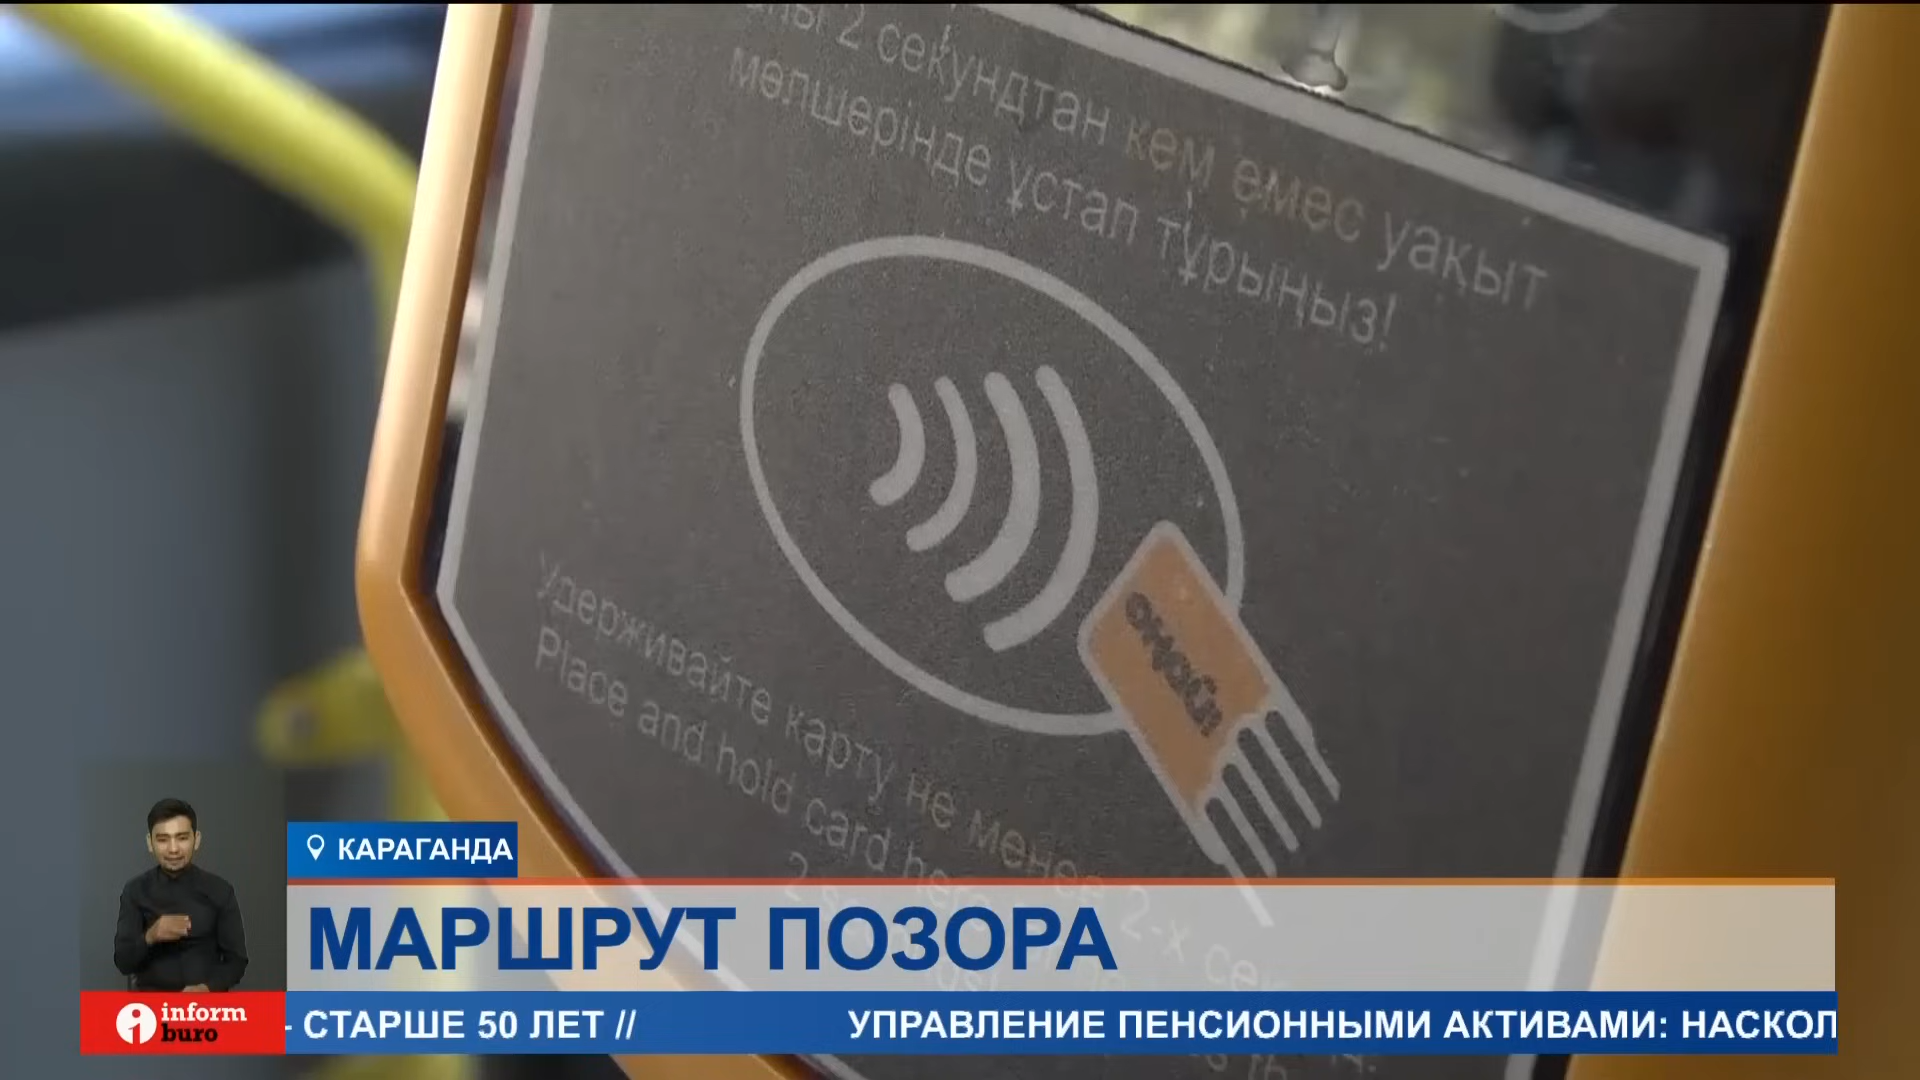 2 секундтан кем емес уақыт
мөлшерінде ұстап тұрыңыз!
ОҢАЙ
удерживайте карту не менее 2-х сек
Place and hold card here
КАРАГАНДА
МАРШРУТ ПОЗОРА
inform
buro
- СТАРШЕ 50 ЛЕТ // УПРАВЛЕНИЕ ПЕНСИОННЫМИ АКТИВАМИ: НАСКОЛ